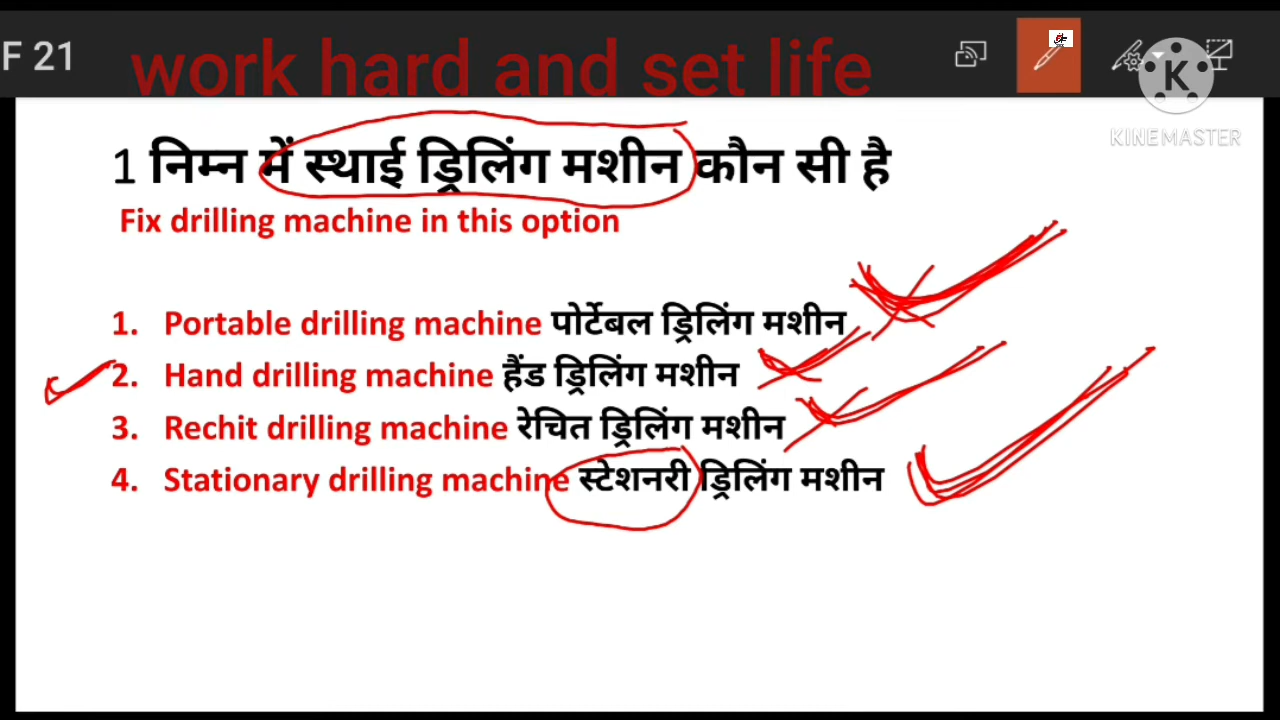 F 21
work hard and set life
K
KINEMASTER
1 निम्न में स्थाई ड्रिलिंग मशीन कौन सी है
Fix drilling machine in this option
1. Portable drilling machine पोर्टेबल ड्रिलिंग मशीन
2. Hand drilling machine हैंड ड्रिलिंग मशीन
3. Rechit drilling machine रेचित ड्रिलिंग मशीन
4. Stationary drilling machine स्टेशनरी ड्रिलिंग मशीन